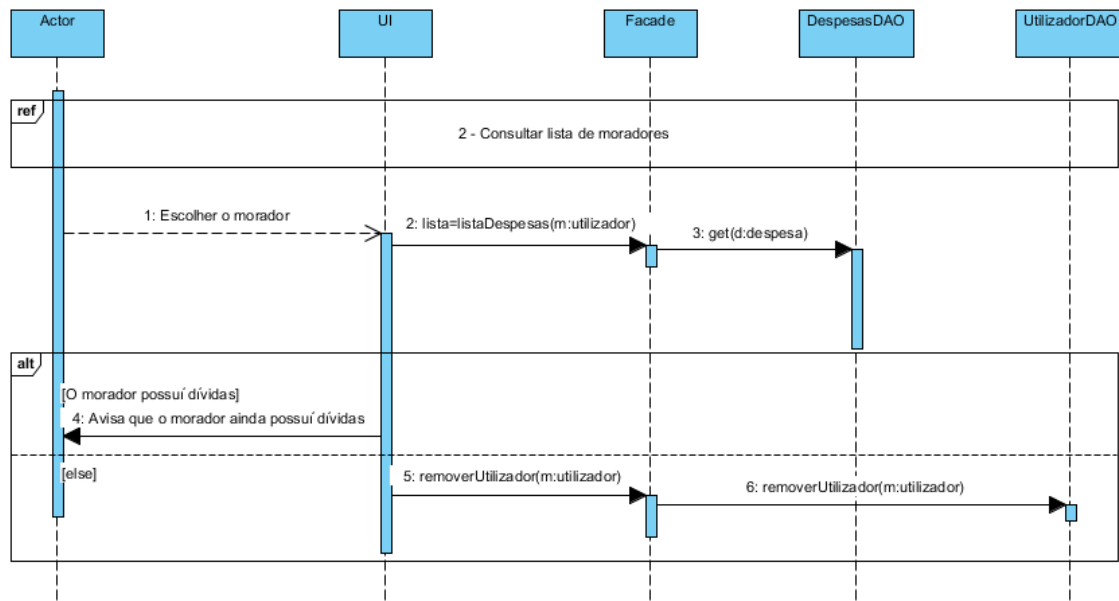 Actor
UI
Facade
DespesasDAO
UtilizadorDAO
ref
2 - Consultar lista de moradores
1: Escolher o morador
2: lista=listaDespesas(m:utilizador)
3: get(d:despesa)
alt
[O morador possuí dívidas]
4: Avisa que o morador ainda possuí dívidas
[else]
5: removerUtilizador(m:utilizador)
6: removerUtilizador(m:utilizador)